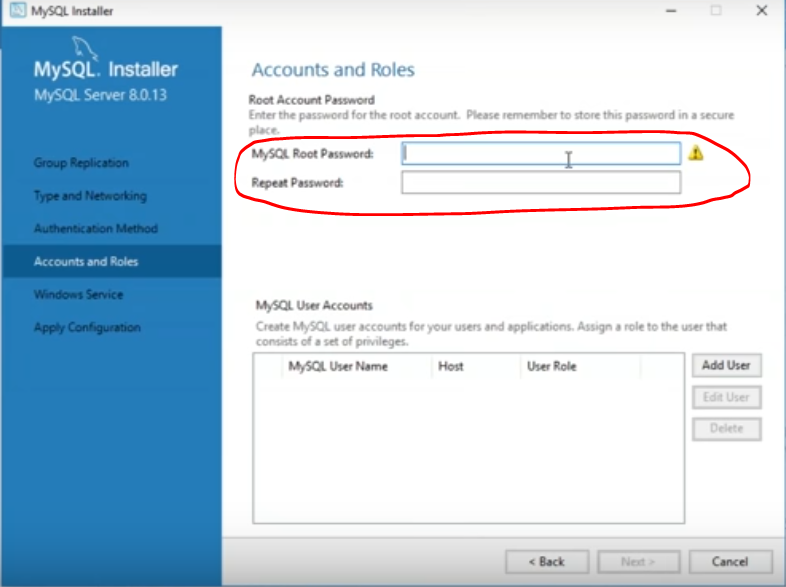 MySQL Installer
MySQL. Installer
MySQL Server 8.0.13
Group Replication
Type and Networking
Authentication Method
Accounts and Roles
Windows Service
Apply Configuration
Accounts and Roles
Root Account Password
Enter the password for the root account. Please remember to store this password in a secure
place.
MySQL Root Password:
Repeat Password:
MySQL User Accounts
Create MySQL user accounts for your users and applications. Assign a role to the user that
consists of a set of privileges.
MySQL User Name Host User Role
Add User
Edit User
Delete
< Back Next > Cancel